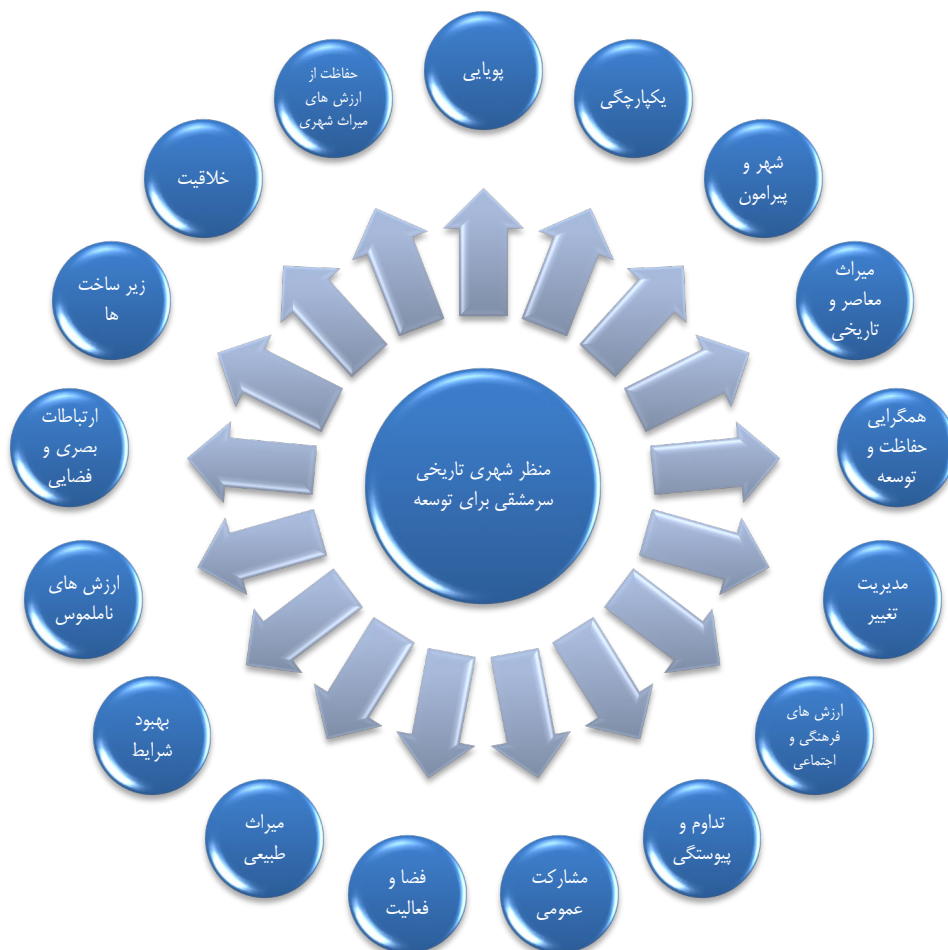 منظر شهری تاریخی
سرمشقی برای توسعه
پویایی
یکپارچگی
شهر و
پیرامون
میراث
معاصر و
تاریخی
همگرایی
حفاظت و
توسعه
مدیریت
تغییر
ارزش های
فرهنگی و
اجتماعی
تداوم و
پیوستگی
مشارکت
عمومی
فضا و
فعالیت
میراث
طبیعی
بهبود
شرایط
ارزش های
ناملموس
ارتباطات
بصری و
فضایی
زیر ساخت
ها
خلاقیت
حفاظت از
ارزش های
میراث شهری